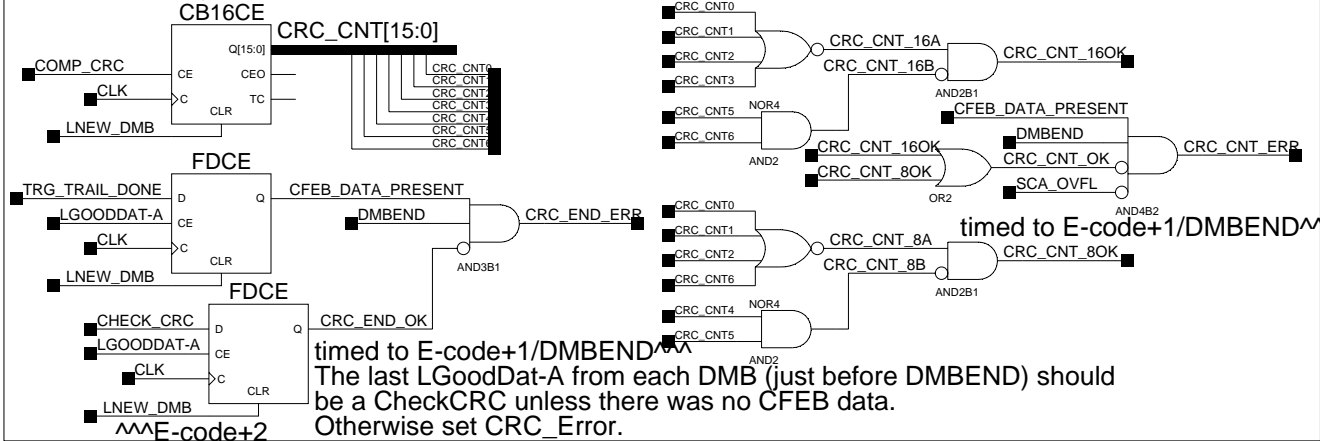 CB16CE
CRC_CNT[15:0]
Q[15:0]
COMP_CRC
CE
CEO
CLK
C
TC
CLR
LNEW_DMB
CRC_CNT0
CRC_CNT1
CRC_CNT2
CRC_CNT3
CRC_CNT4
CRC_CNT5
CRC_CNT6
FDCE
TRG_TRAIL_DONE
D
Q
CFEB_DATA_PRESENT
LGOODDAT-A
CE
DMBEND
CRC_END_ERR
CLK
C
CLR
AND3B1
LNEW_DMB
FDCE
CHECK_CRC
D
Q
CRC_END_OK
LGOODDAT-A
CE
CLK
C
CLR
LNEW_DMB
^^^E-code+2
timed to E-code+1/DMBEND^^^
The last LGoodDat-A from each DMB (just before DMBEND) should
be a CheckCRC unless there was no CFEB data.
Otherwise set CRC_Error.
CRC_CNT0
CRC_CNT1
CRC_CNT2
CRC_CNT3
CRC_CNT_16A
CRC_CNT_16B
CRC_CNT_16OK
AND2B1
CRC_CNT5
NOR4
CRC_CNT6
AND2
CFEB_DATA_PRESENT
DMBEND
CRC_CNT_16OK
CRC_CNT_8OK
OR2
CRC_CNT_OK
SCA_OVFL
CRC_CNT_ERR
AND4B2
timed to E-code+1/DMBEND^^
CRC_CNT0
CRC_CNT1
CRC_CNT2
CRC_CNT6
CRC_CNT_8A
CRC_CNT_8B
CRC_CNT_8OK
AND2B1
CRC_CNT4
NOR4
CRC_CNT5
AND2